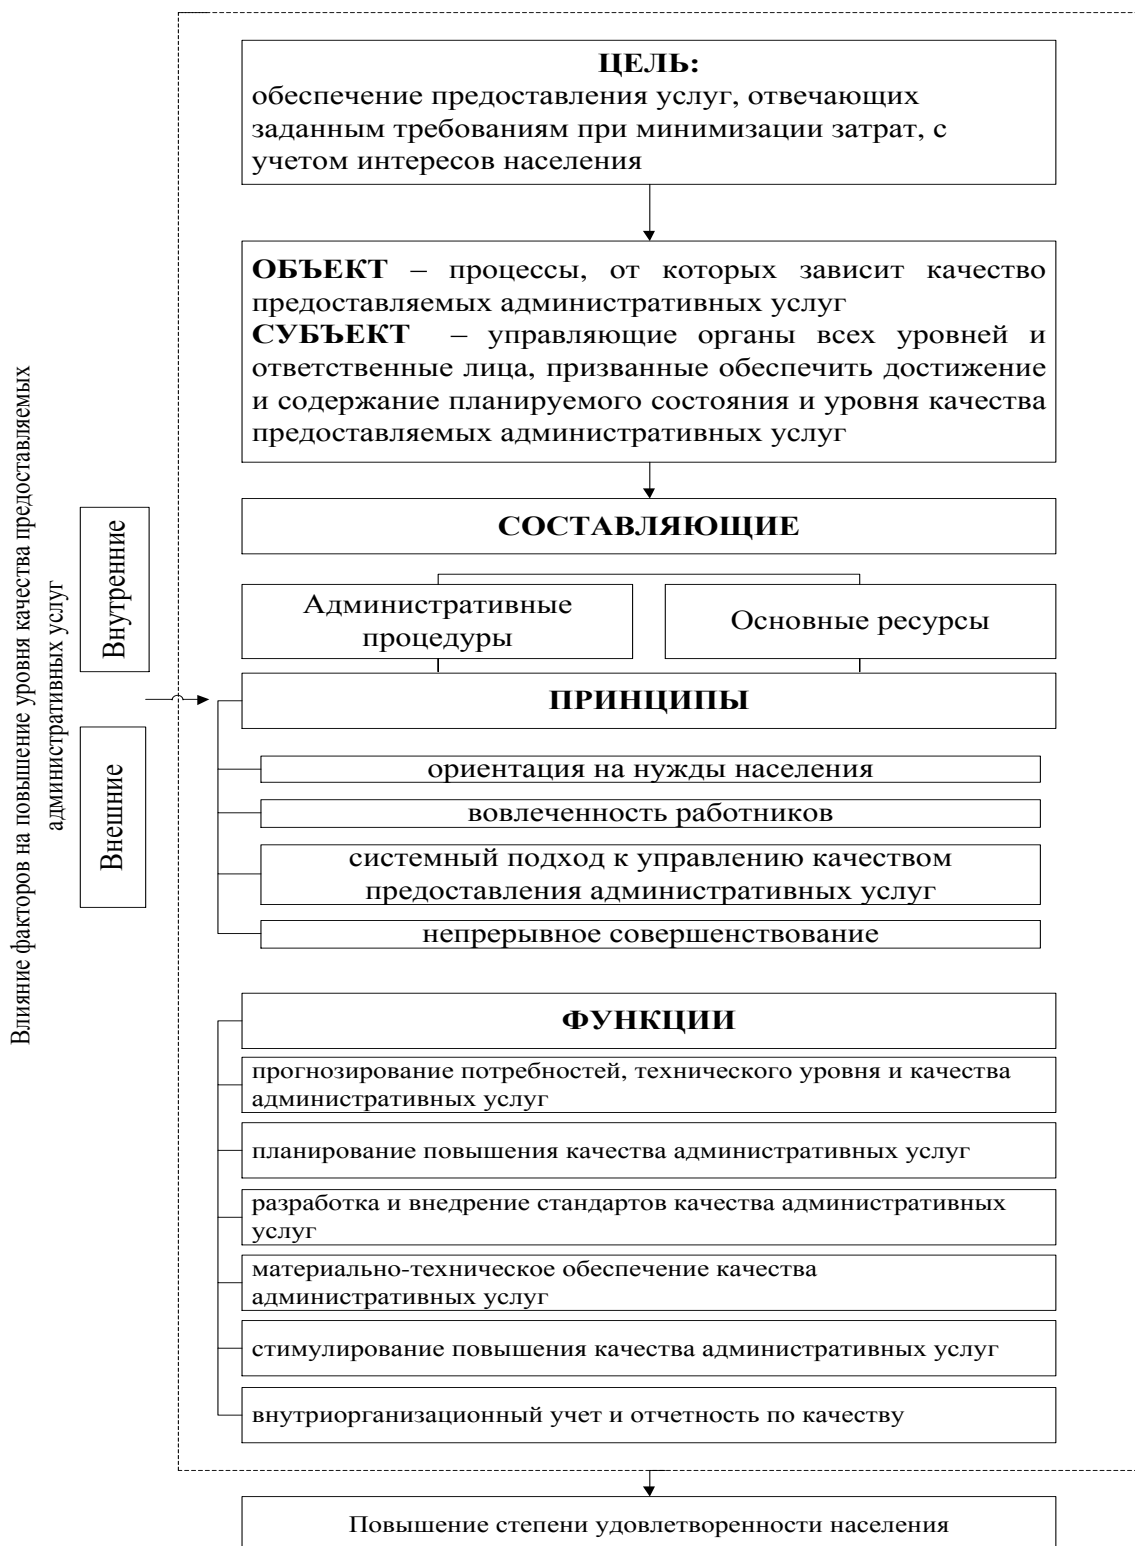 ЦЕЛЬ:
обеспечение предоставления услуг, отвечающих
заданным требованиям при минимизации затрат, с
учетом интересов населения
ОБЪЕКТ – процессы, от которых зависит качество
предоставляемых административных услуг
СУБЪЕКТ – управляющие органы всех уровней и
ответственные лица, призванные обеспечить достижение
и содержание планируемого состояния и уровня качества
предоставляемых административных услуг
Влияние факторов на повышение уровня качества предоставляемых
административных услуг
Внутренние
Внешние
СОСТАВЛЯЮЩИЕ
Административные
процедуры
Основные ресурсы
ПРИНЦИПЫ
ориентация на нужды населения
вовлеченность работников
системный подход к управлению качеством
предоставления административных услуг
непрерывное совершенствование
ФУНКЦИИ
прогнозирование потребностей, технического уровня и качества
административных услуг
планирование повышения качества административных услуг
разработка и внедрение стандартов качества административных
услуг
материально-техническое обеспечение качества
административных услуг
стимулирование повышения качества административных услуг
внутриорганизационный учет и отчетность по качеству
Повышение степени удовлетворенности населения